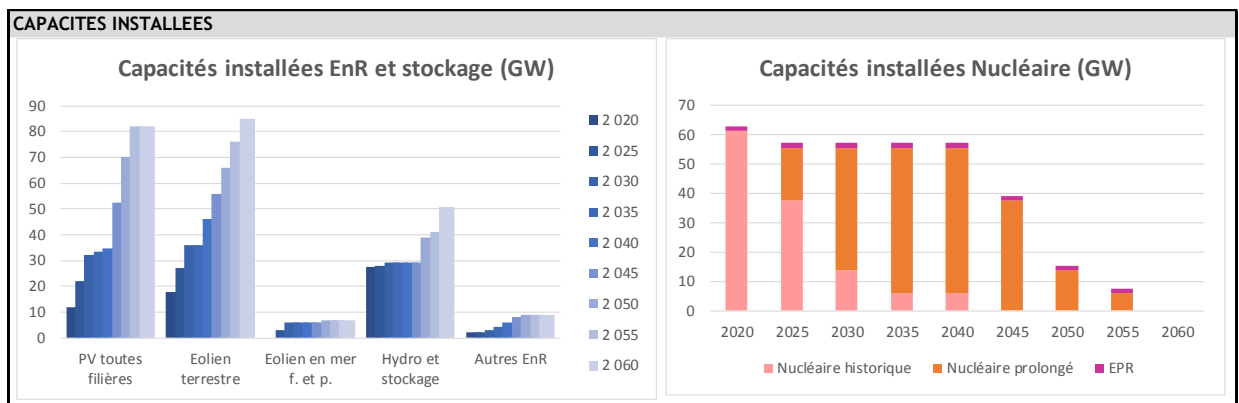 CAPACITES INSTALLEES
Capacités installées EnR et stockage (GW)
90
80
70
60
50
40
30
20
10
0
PV toutes
filières
Eolien
terrestre
Eolien en mer
f. et p.
Hydro et
stockage
Autres EnR
2 020
2 025
2 030
2 035
2 040
2 045
2 050
2 055
2 060
Capacités installées Nucléaire (GW)
70
60
50
40
30
20
10
0
2020 2025 2030 2035 2040 2045 2050 2055 2060
Nucléaire historique Nucléaire prolongé EPR